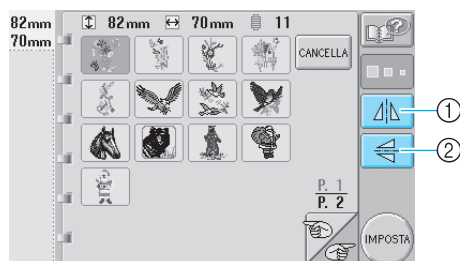 82mm
70mm
82mm 70mm 11
CANCELLA
1
2
P. 1
P. 2
IMPOSTA